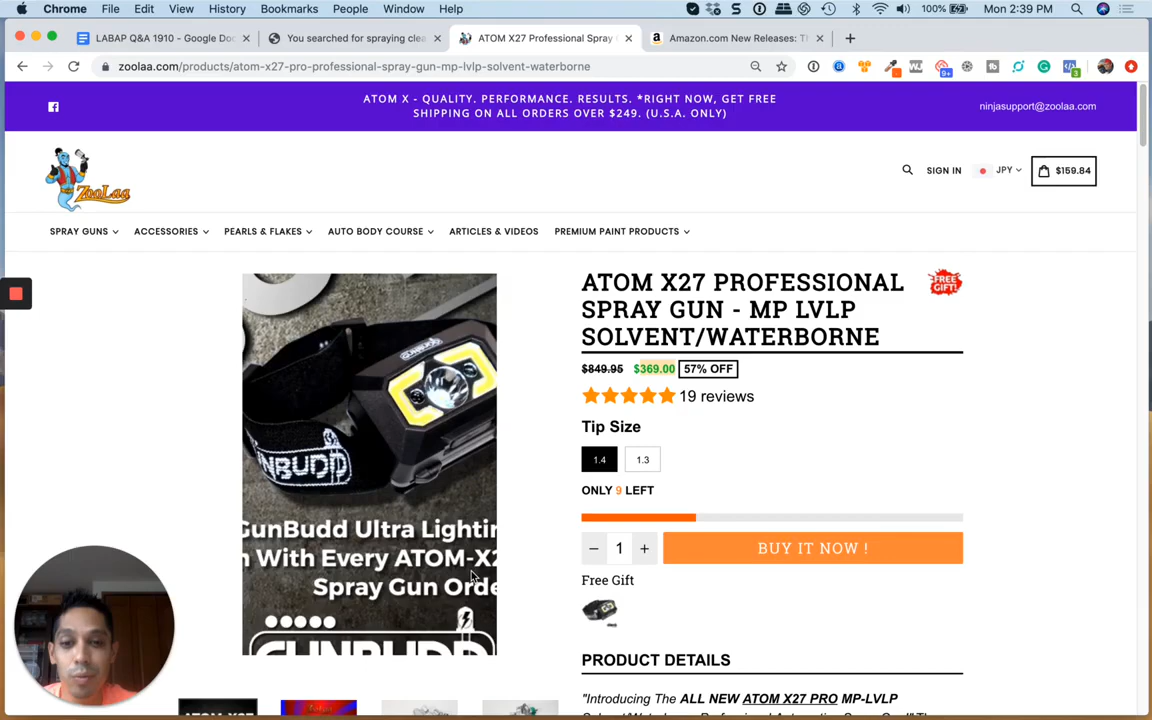 Chrome File Edit View History Bookmarks People Window Help
100% Mon 2:39 PM
LABAP Q&A 1910 - Google Doc
You searched for spraying clea
ATOM X27 Professional Spray
Amazon.com New Releases: Th
zoolaa.com/products/atom-x27-pro-professional-spray-gun-mp-lvlp-solvent-waterborne
9+
3
ATOM X - QUALITY. PERFORMANCE. RESULTS. *RIGHT NOW, GET FREE
SHIPPING ON ALL ORDERS OVER $249. (U.S.A. ONLY)
ninjasupport@zoolaa.com
ZooLaa
SIGN IN
JPY
$159.84
SPRAY GUNS
ACCESSORIES
PEARLS & FLAKES
AUTO BODY COURSE
ARTICLES & VIDEOS
PREMIUM PAINT PRODUCTS
GUNBUDD
UNBUDD
GunBudd Ultra Lightin
n With Every ATOM-X2
Spray Gun Orde
GUNBUDD
ATOM X27 PROFESSIONAL
SPRAY GUN - MP LVLP
SOLVENT/WATERBORNE
FREE
GIFT!
$849.95 $369.00 57% OFF
19 reviews
Tip Size
1.4 1.3
ONLY 9 LEFT
− 1 + BUY IT NOW !
Free Gift
PRODUCT DETAILS
"Introducing The ALL NEW ATOM X27 PRO MP-LVLP